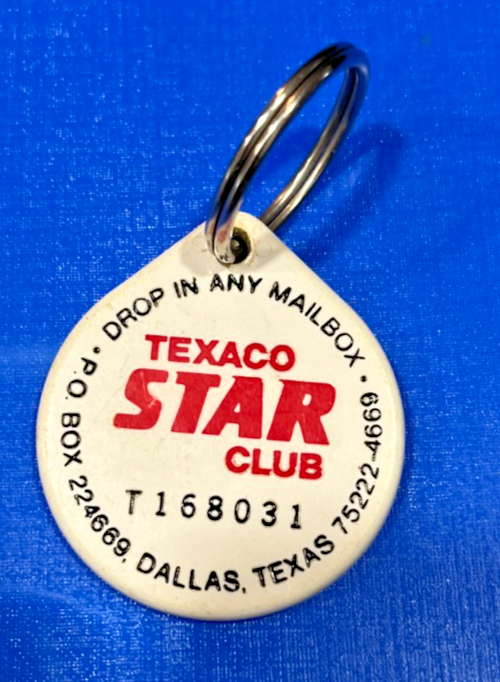 • DROP IN ANY MAILBOX •
TEXACO
STAR
CLUB
T168031
P.O. BOX 224669, DALLAS, TEXAS 75222-4669